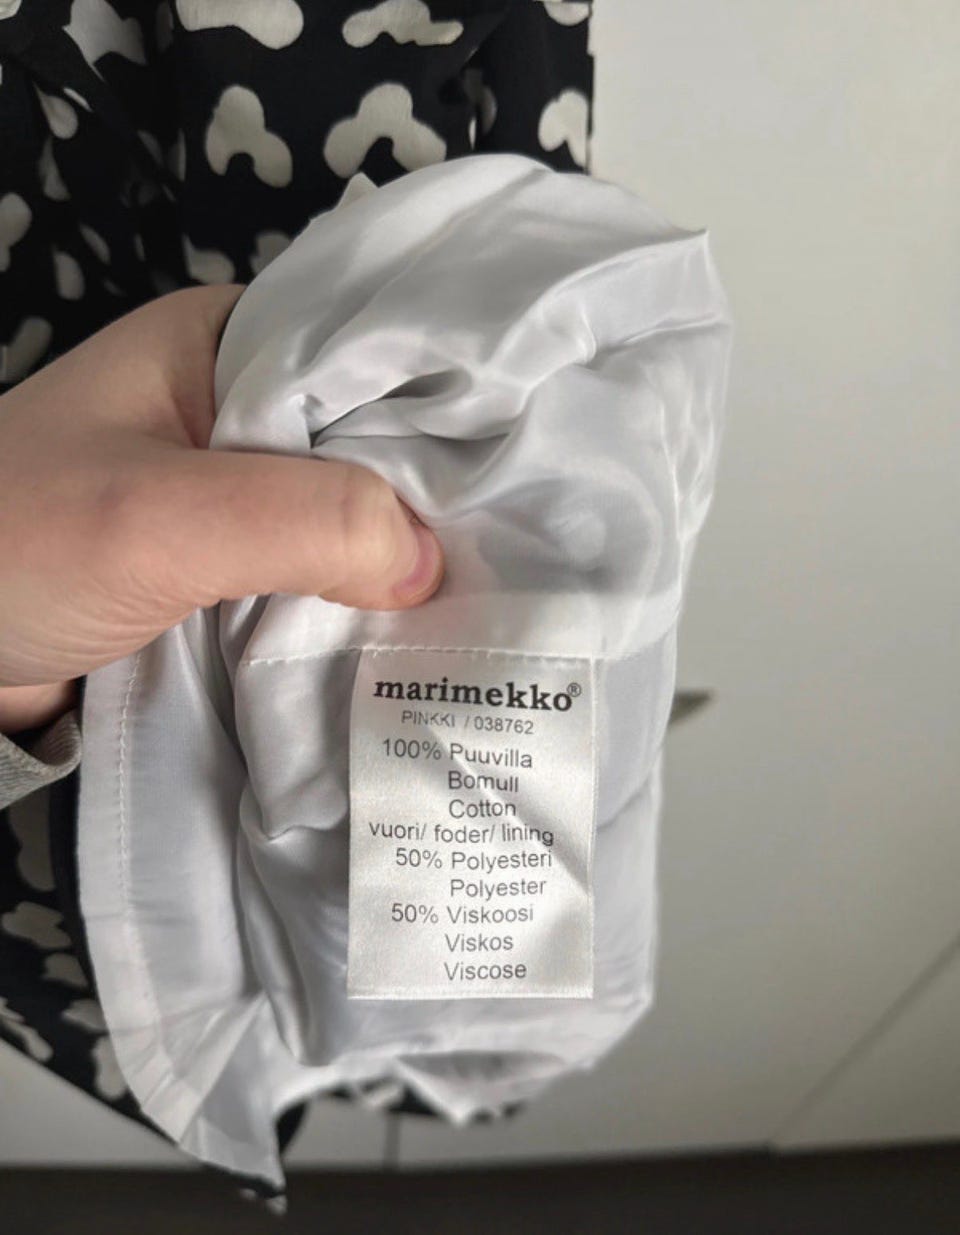 marimekko®
PINKKI / 038762
100% Puuvilla
Bomull
Cotton
vuori/ foder/ lining
50% Polyesteri
Polyester
50% Viskoosi
Viskos
Viscose